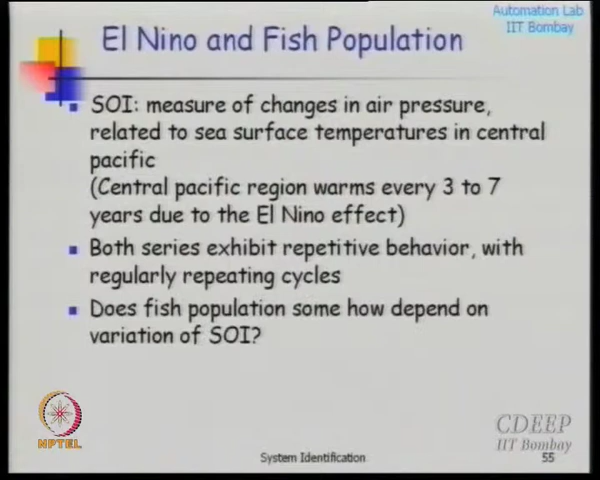 Automation Lab
IIT Bombay
El Nino and Fish Population
SOI: measure of changes in air pressure,
related to sea surface temperatures in central
pacific
(Central pacific region warms every 3 to 7
years due to the El Nino effect)
Both series exhibit repetitive behavior, with
regularly repeating cycles
Does fish population some how depend on
variation of SOI?
NPTEL
CDEEP
IIT Bombay
System Identification
55